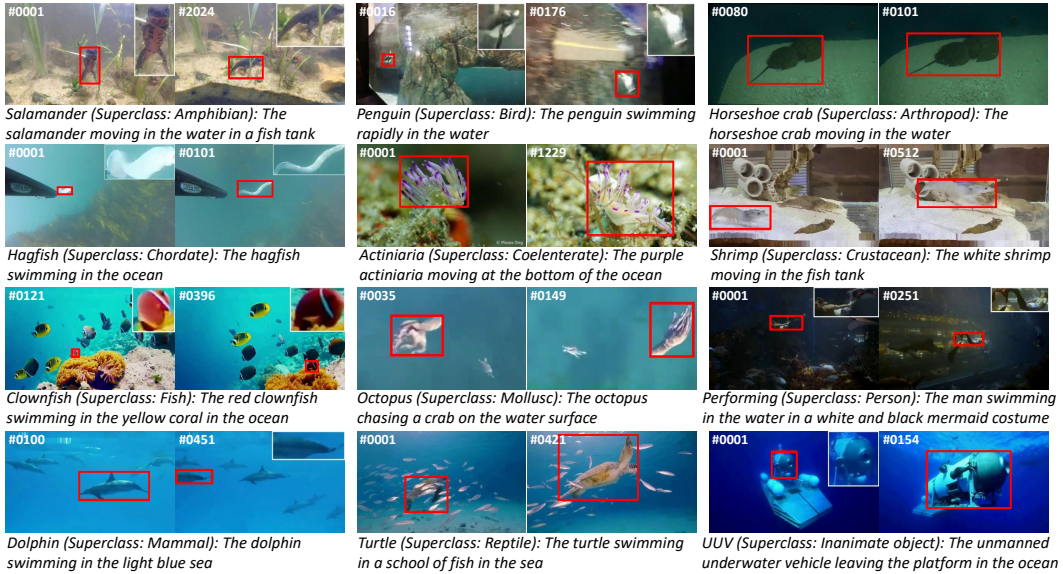 #0001 #2024
Salamander (Superclass: Amphibian): The
salamander moving in the water in a fish tank
#0016 #0176
Penguin (Superclass: Bird): The penguin swimming
rapidly in the water
#0080 #0101
Horseshoe crab (Superclass: Arthropod): The
horseshoe crab moving in the water
#0001 #0101
Hagfish (Superclass: Chordate): The hagfish
swimming in the ocean
#0001 #1229
Actiniaria (Superclass: Coelenterate): The purple
actiniaria moving at the bottom of the ocean
#0001 #0512
Shrimp (Superclass: Crustacean): The white shrimp
moving in the fish tank
#0121 #0396
Clownfish (Superclass: Fish): The red clownfish
swimming in the yellow coral in the ocean
#0035 #0149
Octopus (Superclass: Mollusc): The octopus
chasing a crab on the water surface
#0001 #0251
Performing (Superclass: Person): The man swimming
in the water in a white and black mermaid costume
#0100 #0451
Dolphin (Superclass: Mammal): The dolphin
swimming in the light blue sea
#0001 #0421
Turtle (Superclass: Reptile): The turtle swimming
in a school of fish in the sea
#0001 #0154
UUV (Superclass: Inanimate object): The unmanned
underwater vehicle leaving the platform in the ocean